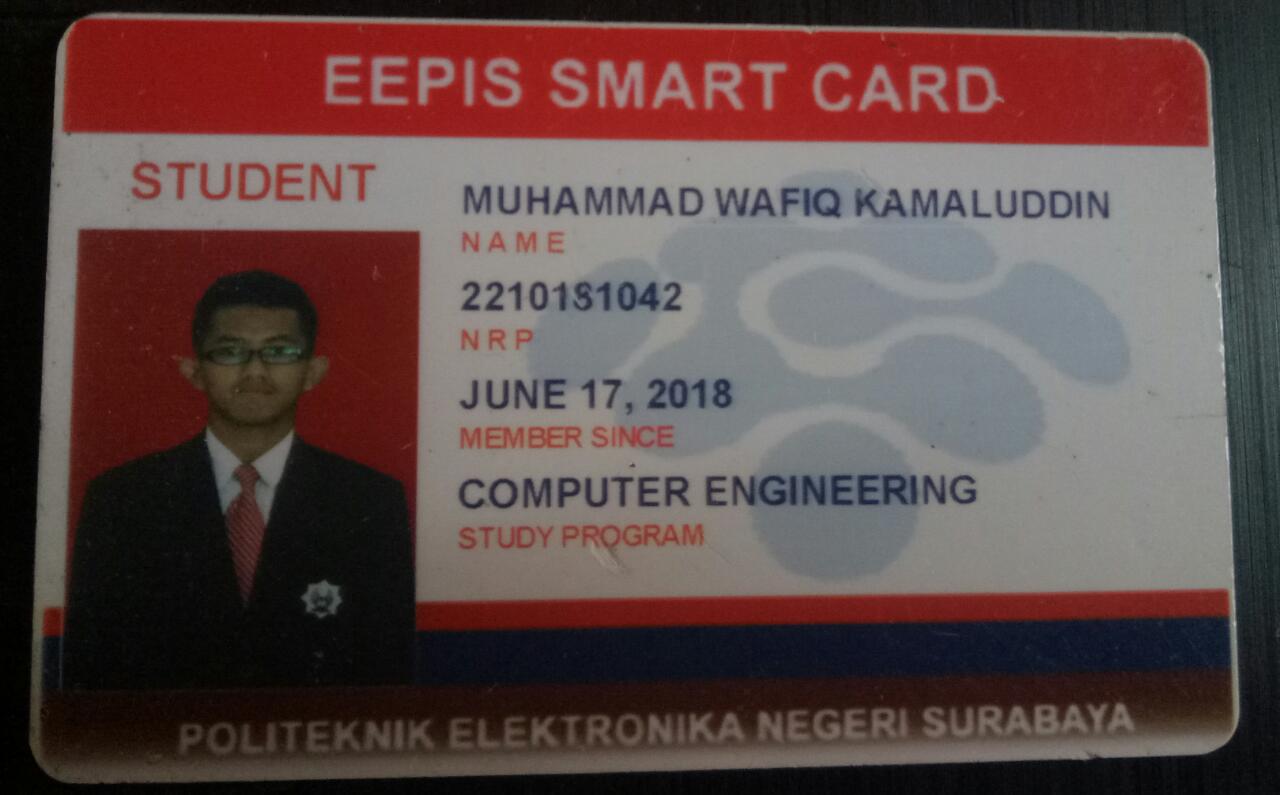 EEPIS SMART CARD
STUDENT
MUHAMMAD WAFIQ KAMALUDDIN
NAME
2210181042
NRP
JUNE 17, 2018
MEMBER SINCE
COMPUTER ENGINEERING
STUDY PROGRAM
POLITEKNIK ELEKTRONIKA NEGERI SURABAYA